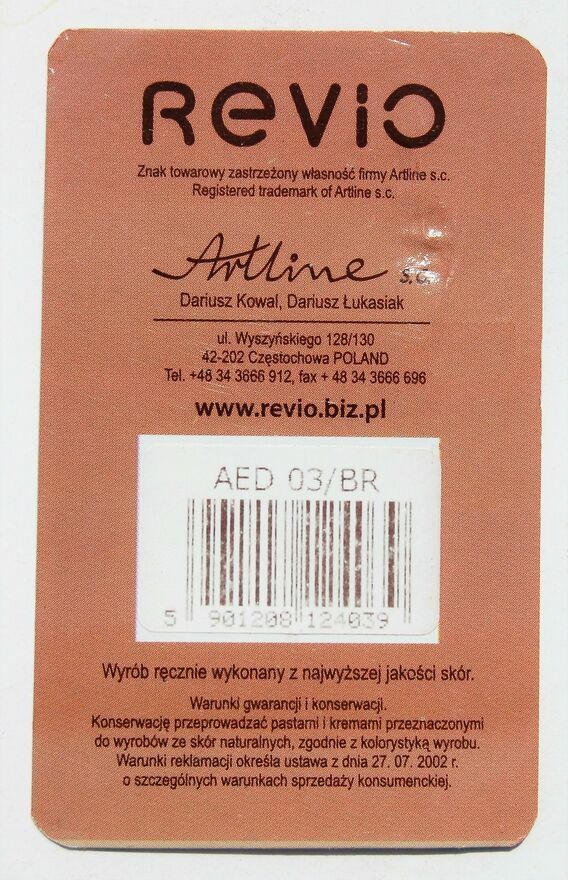 Revio
Znak towarowy zastrzeżony własność firmy Artline s.c.
Registered trademark of Artline s.c.
Artline s.c.
Dariusz Kowal, Dariusz Łukasiak
ul. Wyszyńskiego 128/130
42-202 Częstochowa POLAND
Tel. +48 34 3666 912, fax + 48 34 3666 696
www.revio.biz.pl
AED 03/BR
5 901208 124039
Wyrób ręcznie wykonany z najwyższej jakości skór.
Warunki gwarancji i konserwacji.
Konserwację przeprowadzać pastami i kremami przeznaczonymi
do wyrobów ze skór naturalnych, zgodnie z kolorystyką wyrobu.
Warunki reklamacji określa ustawa z dnia 27. 07. 2002 r.
o szczególnych warunkach sprzedaży konsumenckiej.